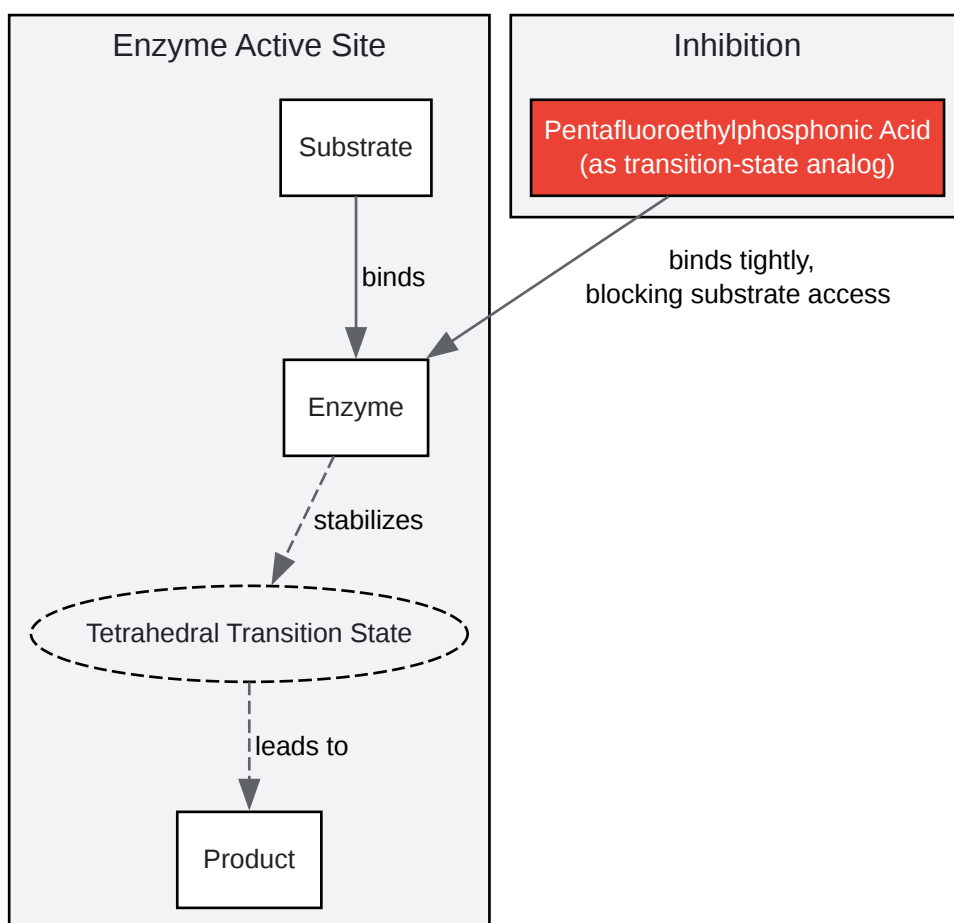 Enzyme Active Site
Inhibition
Substrate
Pentafluoroethylphosphonic Acid
(as transition-state analog)
binds
binds tightly,
blocking substrate access
Enzyme
stabilizes
Tetrahedral Transition State
leads to
Product